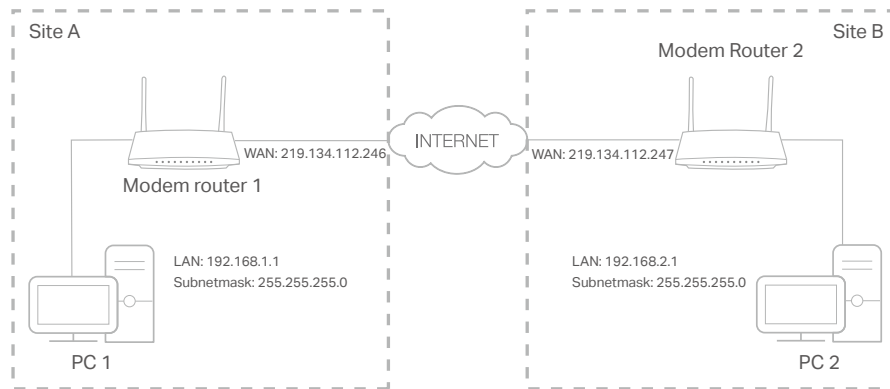 Site A
Site B
Modem Router 2
INTERNET
WAN: 219.134.112.246
WAN: 219.134.112.247
Modem router 1
LAN: 192.168.1.1
Subnetmask: 255.255.255.0
LAN: 192.168.2.1
Subnetmask: 255.255.255.0
PC 1
PC 2